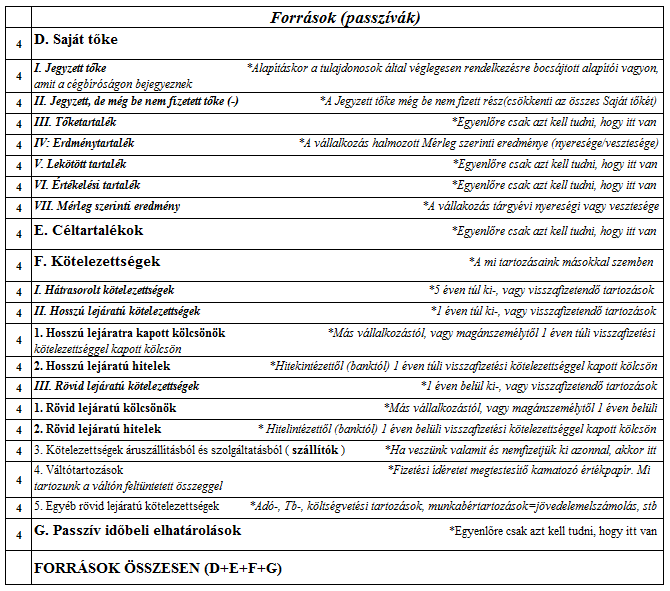 Források (passzívák)
4 D. Saját tőke
4 I. Jegyzett tőke *Alapításkor a tulajdonosok által véglegesen rendelkezésre bocsájtott alapítói vagyon,
amit a cégbíróságon bejegyeznek
4 II. Jegyzett, de még be nem fizetett tőke (-) *A Jegyzett tőke még be nem fizett rész(csökkenti az összes Saját tőkét)
4 III. Tőketartalék *Egyenlőre csak azt kell tudni, hogy itt van
4 IV: Erdménytartalék *A vállalkozás halmozott Mérleg szerinti eredménye (nyeresége/vesztesége)
4 V. Lekötött tartalék *Egyenlőre csak azt kell tudni, hogy itt van
4 VI. Értékelési tartalék *Egyenlőre csak azt kell tudni, hogy itt van
4 VII. Mérleg szerinti eredmény *A vállakozás tárgyévi nyereségi vagy vesztesége
4 E. Céltartalékok *Egyenlőre csak azt kell tudni, hogy itt van
4 F. Kötelezettségek *A mi tartozásaink másokkal szemben
4 I. Hátrasorolt kötelezettségek *5 éven túl ki-, vagy visszafizetendő tartozások
4 II. Hosszú lejáratú kötelezettségek *1 éven túl ki-, vagy visszafizetendő tartozások
4 1. Hosszú lejáratra kapott kölcsönök *Más vállalkozástól, vagy magánszemélytől 1 éven túli visszafizetési
kötelezettséggel kapott kölcsön
4 2. Hosszú lejáratú hitelek *Hitekintézettől (banktól) 1 éven túli visszafizetési kötelezettséggel kapott kölcsön
4 III. Rövid lejáratú kötelezettségek *1 éven belül ki-, vagy visszafizetendő tartozások
4 1. Rövid lejáratú kölcsönök *Más vállalkozástól, vagy magánszemélytől 1 éven belüli
4 2. Rövid lejáratú hitelek * Hitelintézettől (banktól) 1 éven belüli visszafizetési kötelezettséggel kapott kölcsön
4 3. Kötelezettségek áruszállításból és szolgáltatásból ( szállítók ) *Ha veszünk valamit és nemfizetjük ki azonnal, akkor itt
4 4. Váltótartozások *Fizetési ídéretet megtestesítő kamatozó értékpapír. Mi
tartozunk a váltón feltüntetett összeggel
4 5. Egyéb rövid lejáratú kötelezettségek *Adó-, Tb-, költségvetési tartozások, munkabértartozások=jövedelemelszámolás, stb
4 G. Passzív időbeli elhatárolások *Egyenlőre csak azt kell tudni, hogy itt van
FORRÁSOK ÖSSZESEN (D+E+F+G)